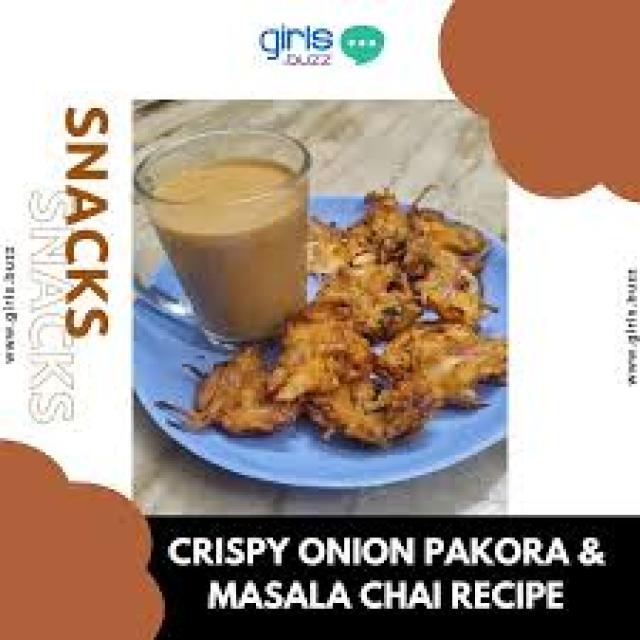 girls
.buzz
SNACKS
SNACKS
www.girls.buzz
www.girls.buzz
CRISPY ONION PAKORA &
MASALA CHAI RECIPE